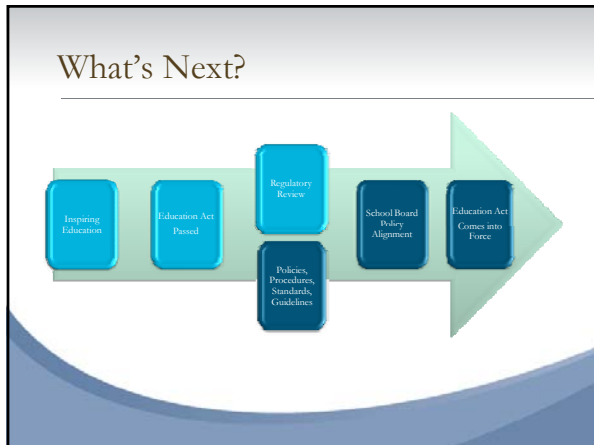 What's Next?
Inspiring
Education
Education Act
Passed
Regulatory
Review
Policies,
Procedures,
Standards,
Guidelines
School Board
Policy
Alignment
Education Act
Comes into
Force